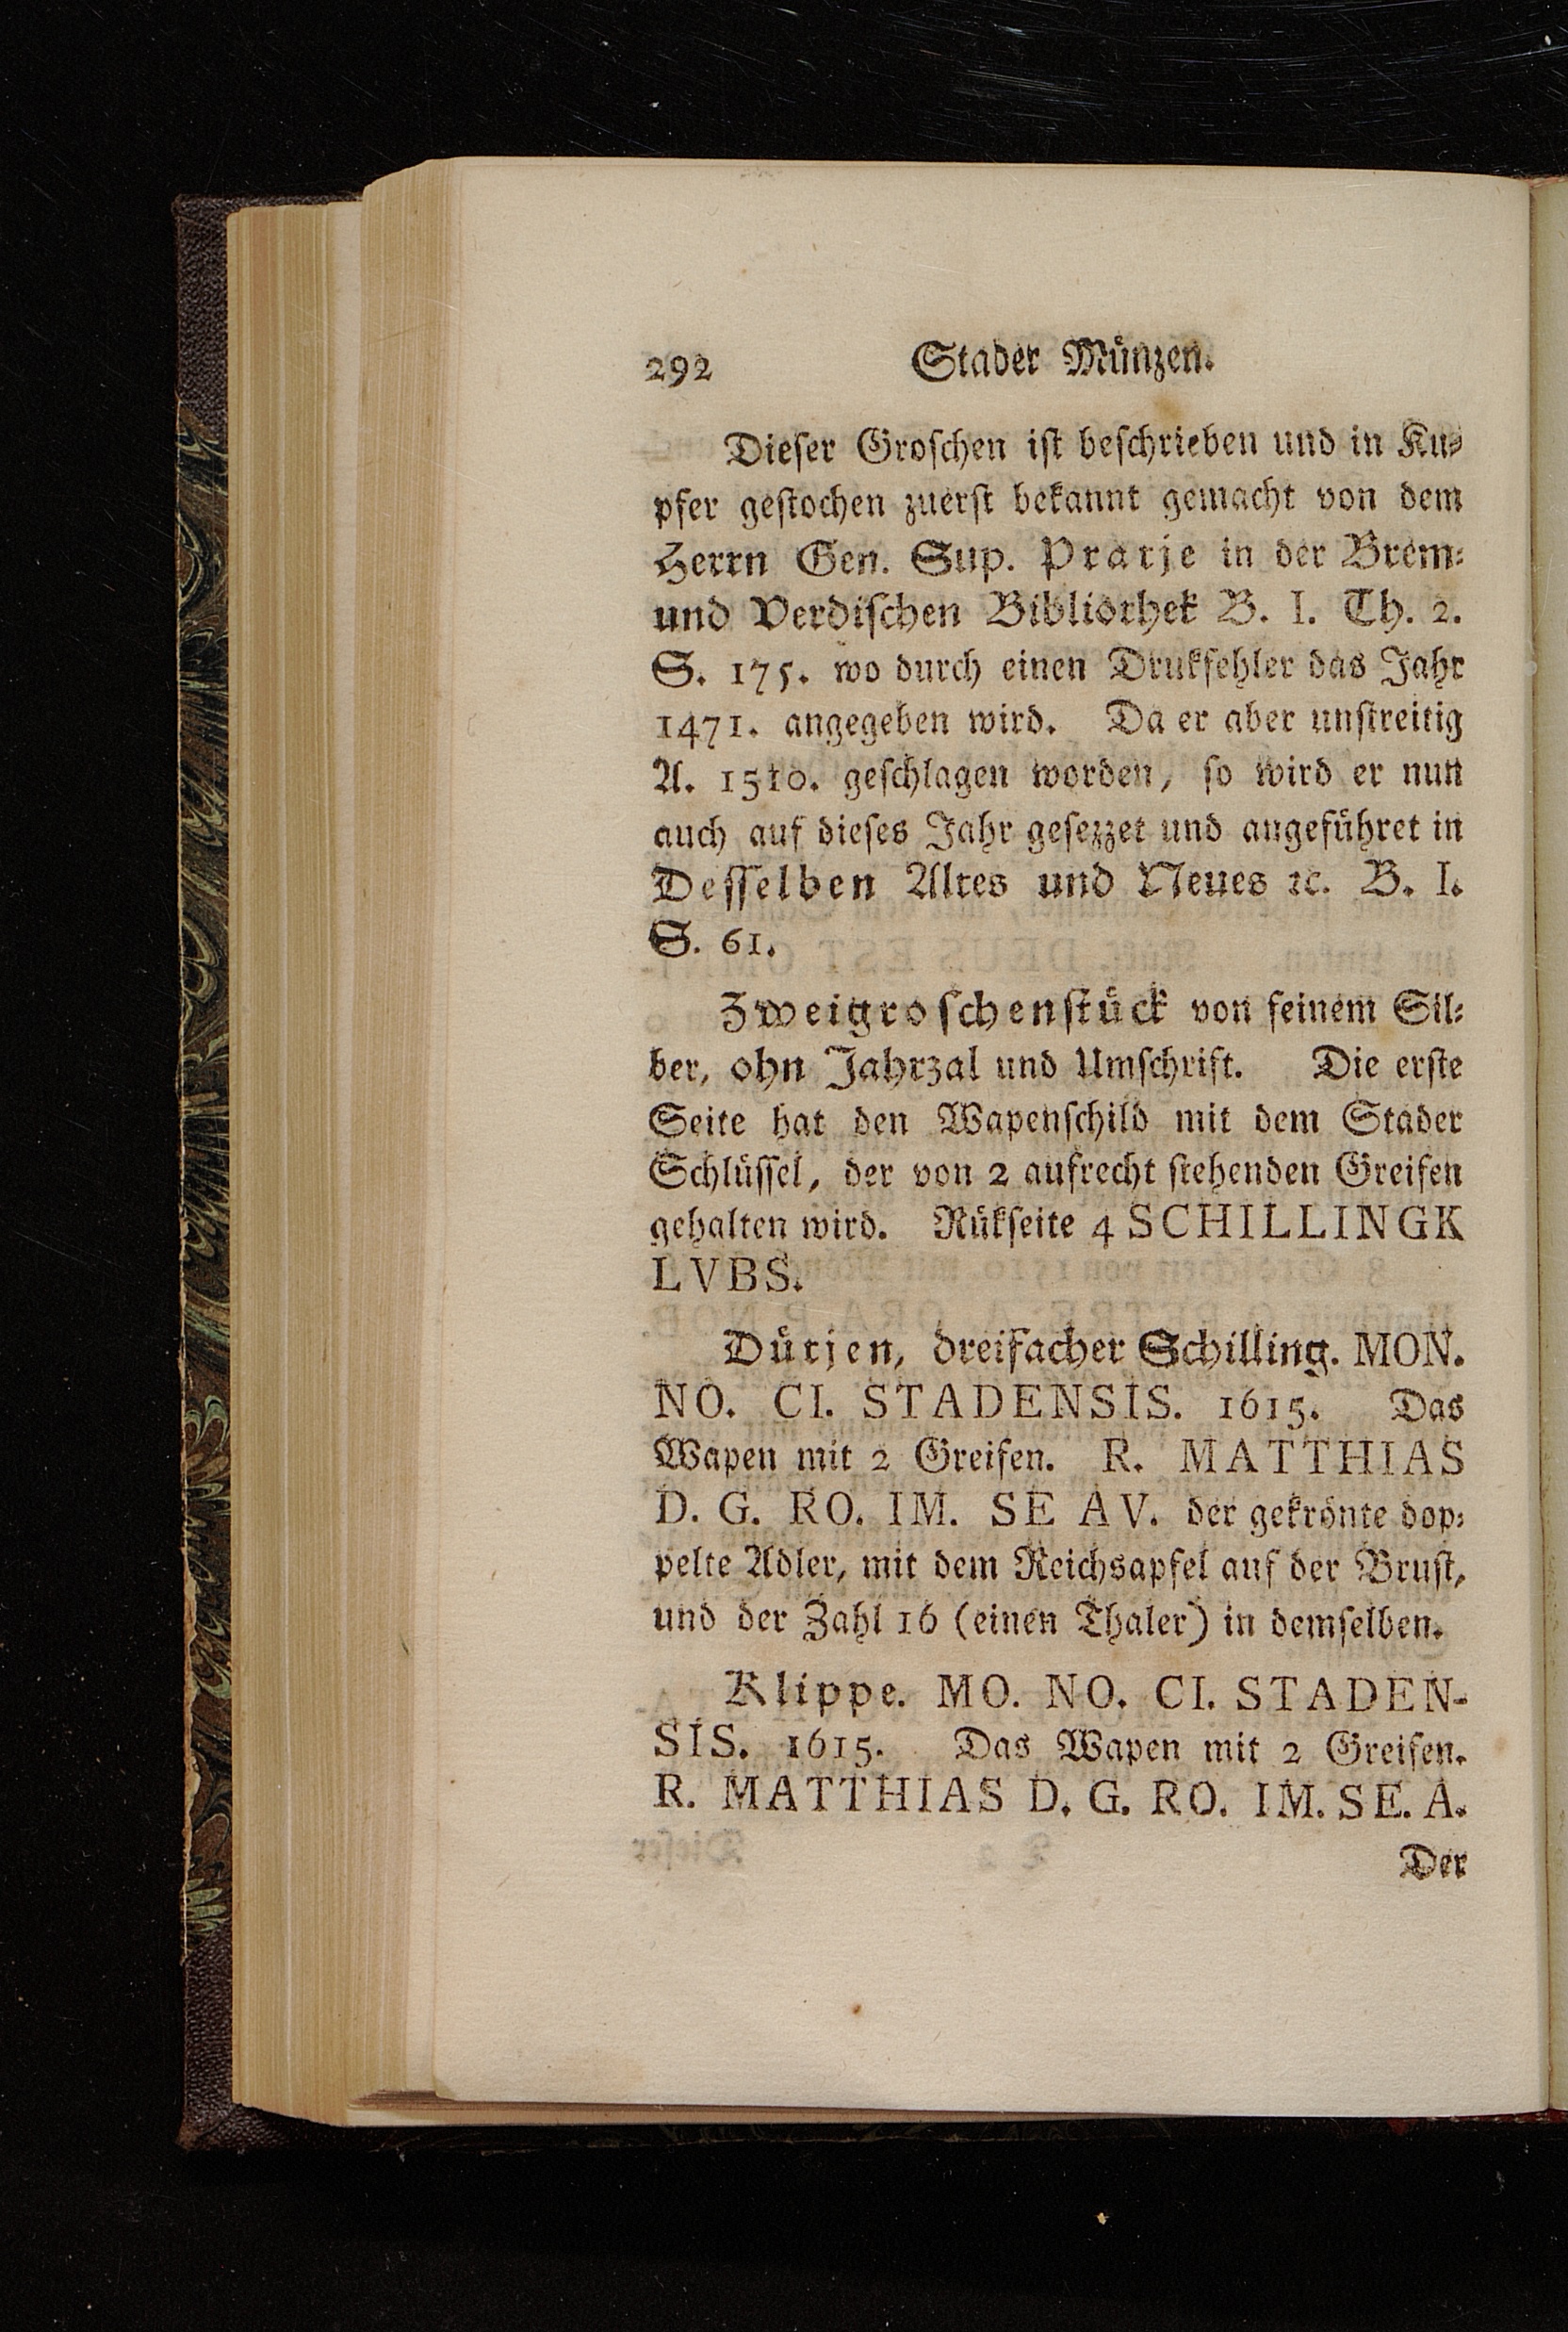 292 Stader Münzen.
Dieser Groschen ist beschrieben und in Ku-
pfer gestochen zuerst bekannt gemacht von dem
Herrn Gen. Sup. Pratje in der Brem-
und Verdischen Bibliothek B. I. Th. 2.
S. 175. wo durch einen Drukfehler das Jahr
1471. angegeben wird. Da er aber unstreitig
A. 1510. geschlagen worden, so wird er nun
auch auf dieses Jahr gesezzet und angeführet in
Desselben Altes und Neues ꝛc. B. I.
S. 61.
Zweigroschenstück von feinem Sil-
ber, ohn Jahrzal und Umschrift. Die erste
Seite hat den Wapenschild mit dem Stader
Schlüssel, der von 2 aufrecht stehenden Greifen
gehalten wird. Rükseite 4 SCHILLINGK
LVBS.
Dütjen, dreifacher Schilling. MON.
NO. CI. STADENSIS. 1615. Das
Wapen mit 2 Greifen. R. MATTHIAS
D. G. RO. IM. SE AV. der gekrönte dop-
pelte Adler, mit dem Reichsapfel auf der Brust,
und der Zahl 16 (einen Thaler) in demselben.
Klippe. MO. NO. CI. STADEN-
SIS. 1615. Das Wapen mit 2 Greifen.
R. MATTHIAS D. G. RO. IM. SE. A.
Der